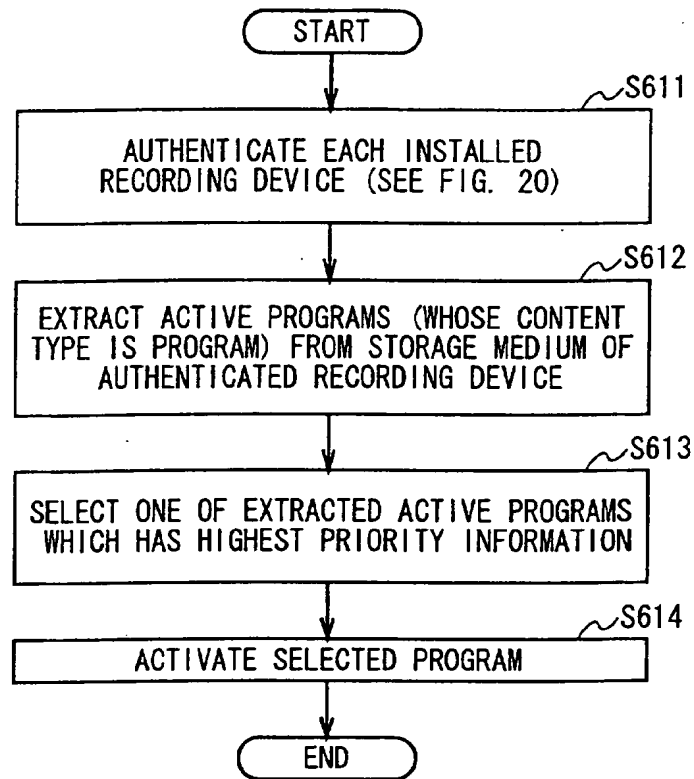 START
S611
AUTHENTICATE EACH INSTALLED
RECORDING DEVICE (SEE FIG. 20)
S612
EXTRACT ACTIVE PROGRAMS (WHOSE CONTENT
TYPE IS PROGRAM) FROM STORAGE MEDIUM OF
AUTHENTICATED RECORDING DEVICE
S613
SELECT ONE OF EXTRACTED ACTIVE PROGRAMS
WHICH HAS HIGHEST PRIORITY INFORMATION
S614
ACTIVATE SELECTED PROGRAM
END